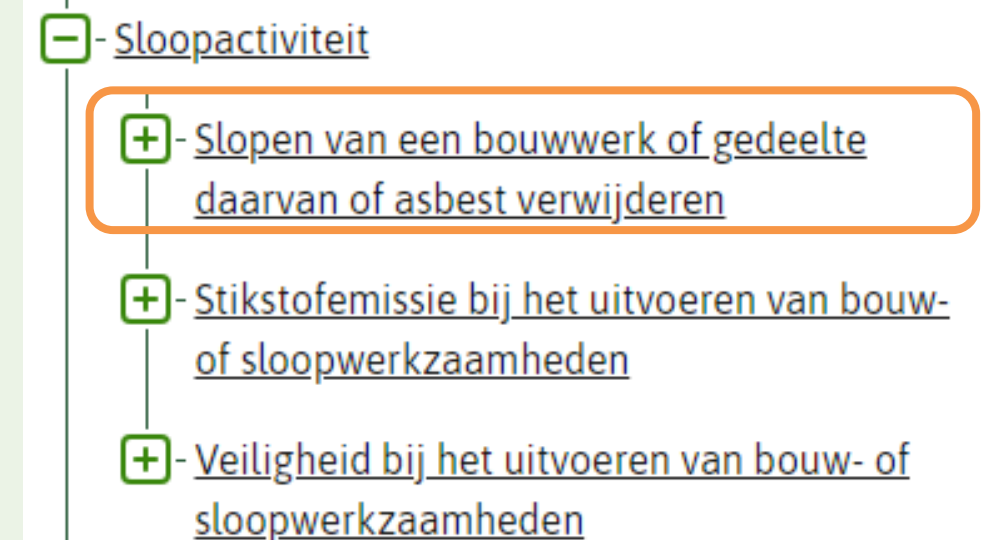 Sloopactiviteit
Slopen van een bouwwerk of gedeelte
daarvan of asbest verwijderen
Stikstofemissie bij het uitvoeren van bouw-
of sloopwerkzaamheden
Veiligheid bij het uitvoeren van bouw- of
sloopwerkzaamheden